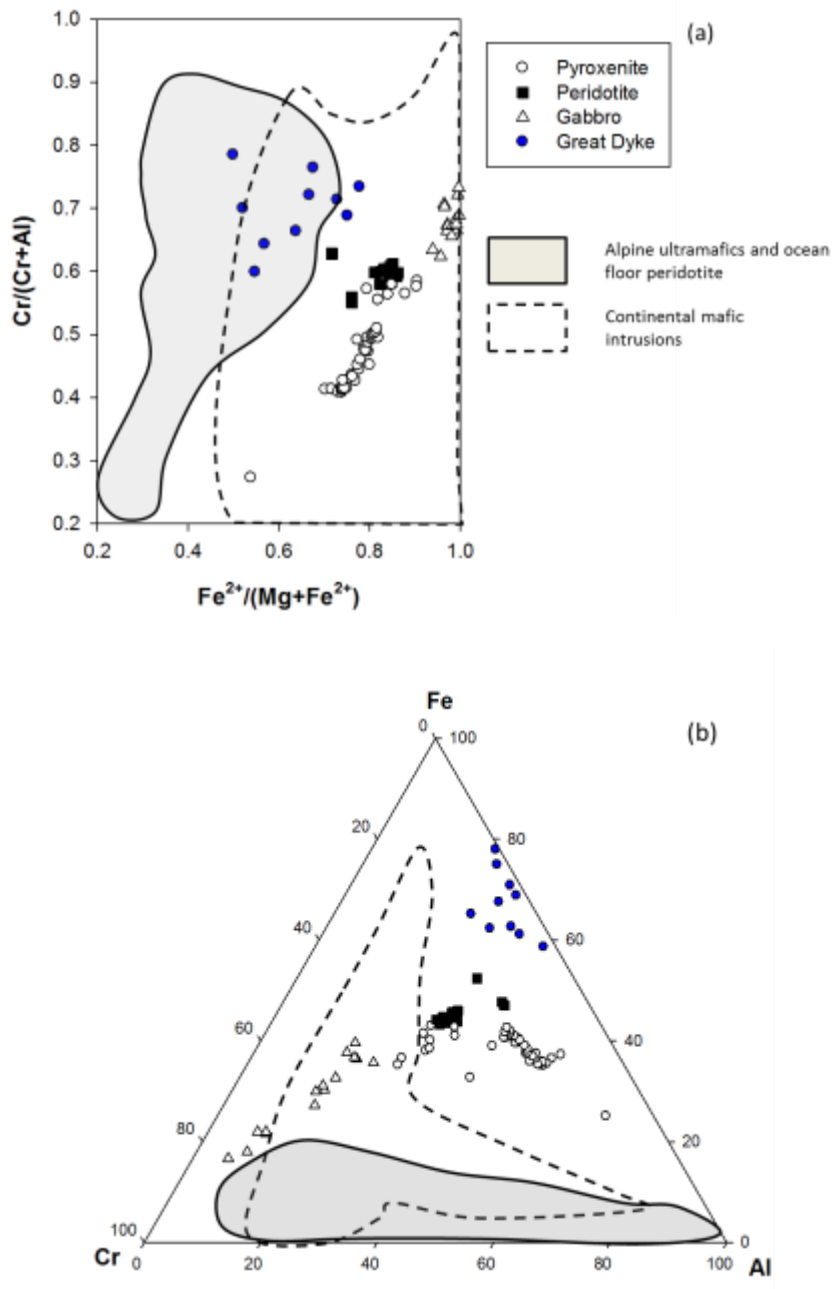 (a)
1.0
0.9
0.8
0.7
0.6
0.5
0.4
0.3
0.2
Cr/(Cr+Al)
0.2 0.4 0.6 0.8 1.0
Fe²⁺/(Mg+Fe²⁺)
Pyroxenite
Peridotite
Gabbro
Great Dyke
Alpine ultramafics and ocean
floor peridotite
Continental mafic
intrusions
(b)
Fe
0 100
20 80
40 60
60 40
80 20
100 0
Cr Al
0 20 40 60 80 100